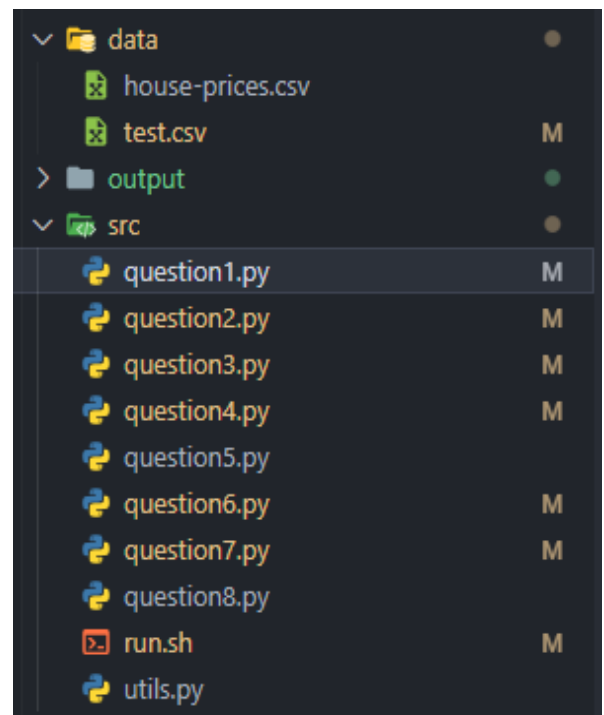 data
house-prices.csv
test.csv M
output
src
question1.py M
question2.py M
question3.py M
question4.py M
question5.py
question6.py M
question7.py M
question8.py
run.sh M
utils.py